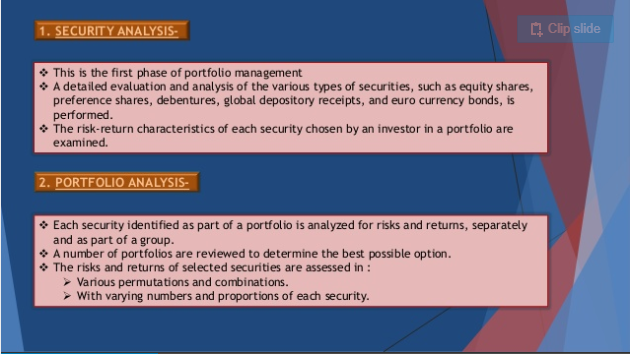 Clip slide
1. SECURITY ANALYSIS-
❖ This is the first phase of portfolio management
❖ A detailed evaluation and analysis of the various types of securities, such as equity shares,
preference shares, debentures, global depository receipts, and euro currency bonds, is
performed.
❖ The risk-return characteristics of each security chosen by an investor in a portfolio are
examined.
2. PORTFOLIO ANALYSIS-
❖ Each security identified as part of a portfolio is analyzed for risks and returns, separately
and as part of a group.
❖ A number of portfolios are reviewed to determine the best possible option.
❖ The risks and returns of selected securities are assessed in :
➢ Various permutations and combinations.
➢ With varying numbers and proportions of each security.